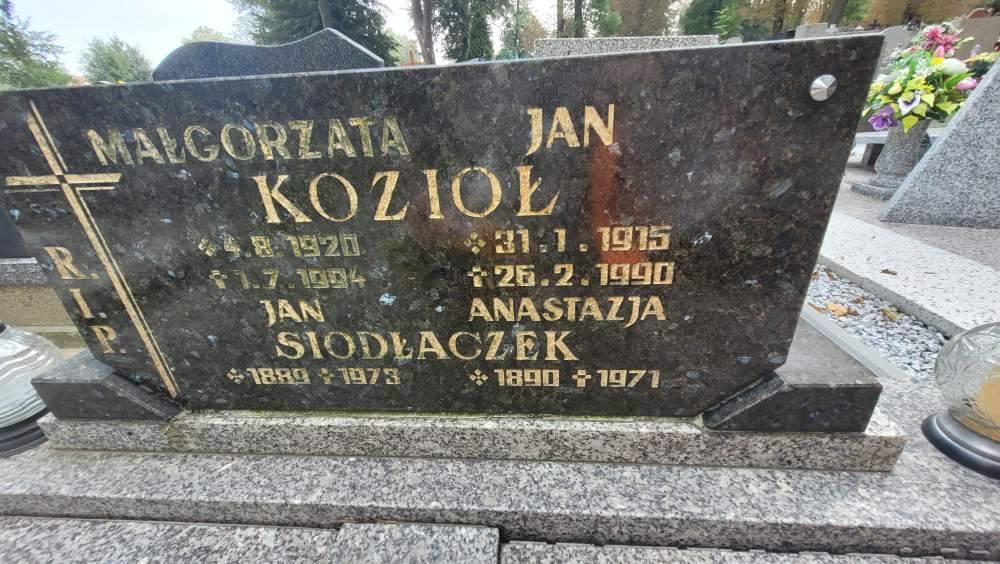 MAŁGORZATA JAN
KOZIOŁ
4.8.1920 31.1.1915
✝1.7.1994 ✝26.2.1990
JAN ANASTAZJA
SIODŁACZEK
1889 ✝1973 1890 ✝1971
R.
I.
P.